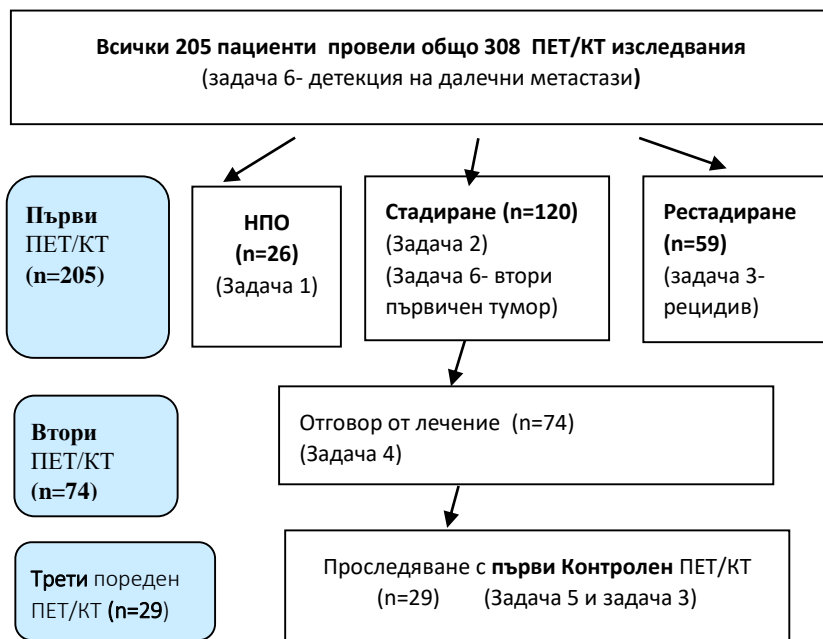 Всички 205 пациенти провели общо 308 ПЕТ/КТ изследвания
(задача 6- детекция на далечни метастази)
Първи
ПЕТ/КТ
(n=205)
НПО
(n=26)
(Задача 1)
Стадиране (n=120)
(Задача 2)
(Задача 6- втори
първичен тумор)
Рестадиране
(n=59)
(задача 3-
рецидив)
Втори
ПЕТ/КТ
(n=74)
Отговор от лечение (n=74)
(Задача 4)
Трети пореден
ПЕТ/КТ (n=29)
Проследяване с първи Контролен ПЕТ/КТ
(n=29) (Задача 5 и задача 3)